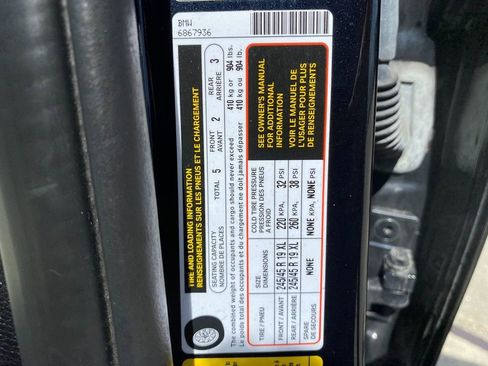 BMW
6867936
TIRE AND LOADING INFORMATION
RENSEIGNEMENTS SUR LES PNEUS ET LE CHARGEMENT
SEATING CAPACITY TOTAL 5 FRONT 2 REAR 3
NOMBRE DE PLACES AVANT ARRIÈRE
The combined weight of occupants and cargo should never exceed 410 kg or 904 lbs.
Le poids total des occupants et du chargement ne doit jamais dépasser 410 kg ou 904 lb.
TIRE / PNEU SIZE DIMENSIONS COLD TIRE PRESSURE PRESSION DES PNEUS A FROID
FRONT / AVANT 245/45 R 19 XL 220 KPA, 32 PSI
REAR / ARRIÈRE 245/45 R 19 XL 260 KPA, 38 PSI
SPARE DE SECOURS NONE NONE KPA, NONE PSI
SEE OWNER'S MANUAL
FOR ADDITIONAL
INFORMATION
VOIR LE MANUEL DE
L'USAGER POUR PLUS
DE RENSEIGNEMENTS